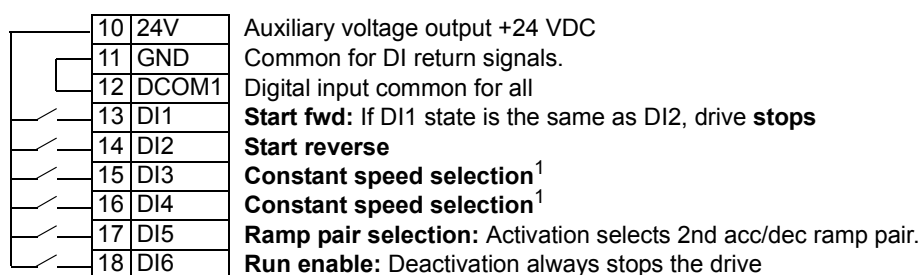 10 24V Auxiliary voltage output +24 VDC
11 GND Common for DI return signals.
12 DCOM1 Digital input common for all
13 DI1 Start fwd: If DI1 state is the same as DI2, drive stops
14 DI2 Start reverse
15 DI3 Constant speed selection1
16 DI4 Constant speed selection1
17 DI5 Ramp pair selection: Activation selects 2nd acc/dec ramp pair.
18 DI6 Run enable: Deactivation always stops the drive